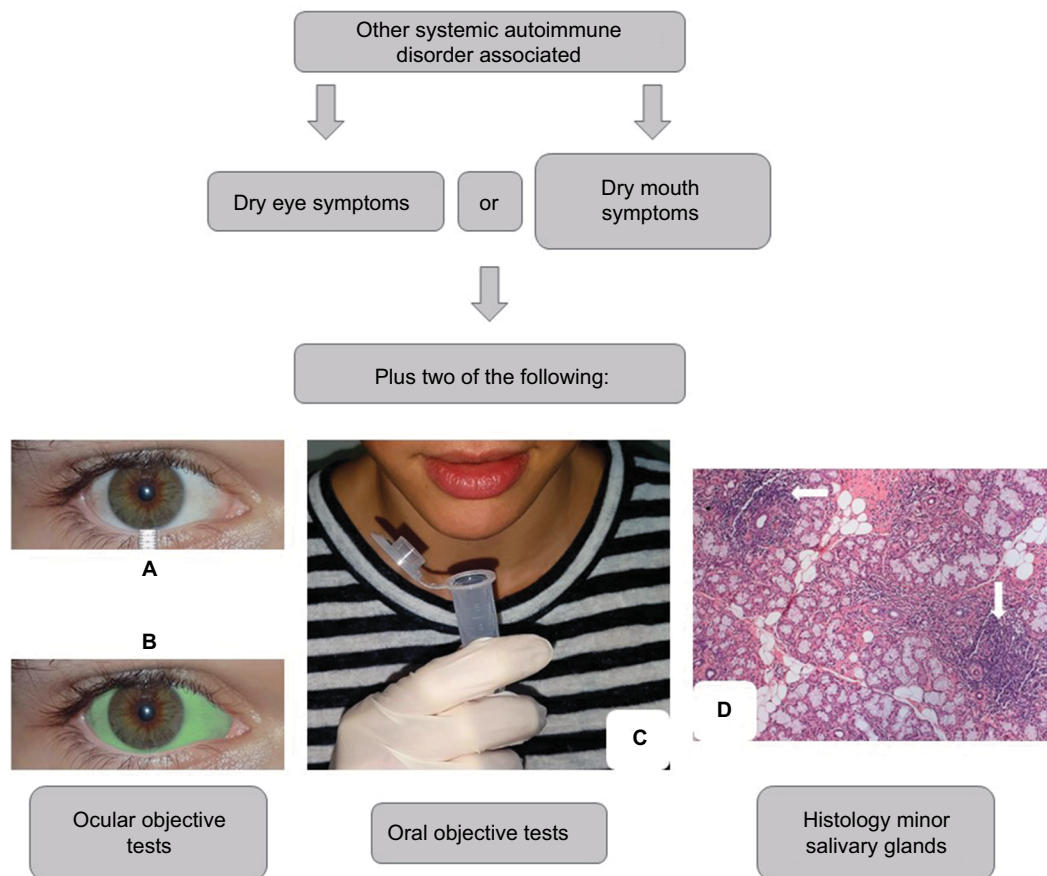 Other systemic autoimmune
disorder associated
Dry eye symptoms
or
Dry mouth
symptoms
Plus two of the following:
A
B
C
D
Ocular objective
tests
Oral objective tests
Histology minor
salivary glands